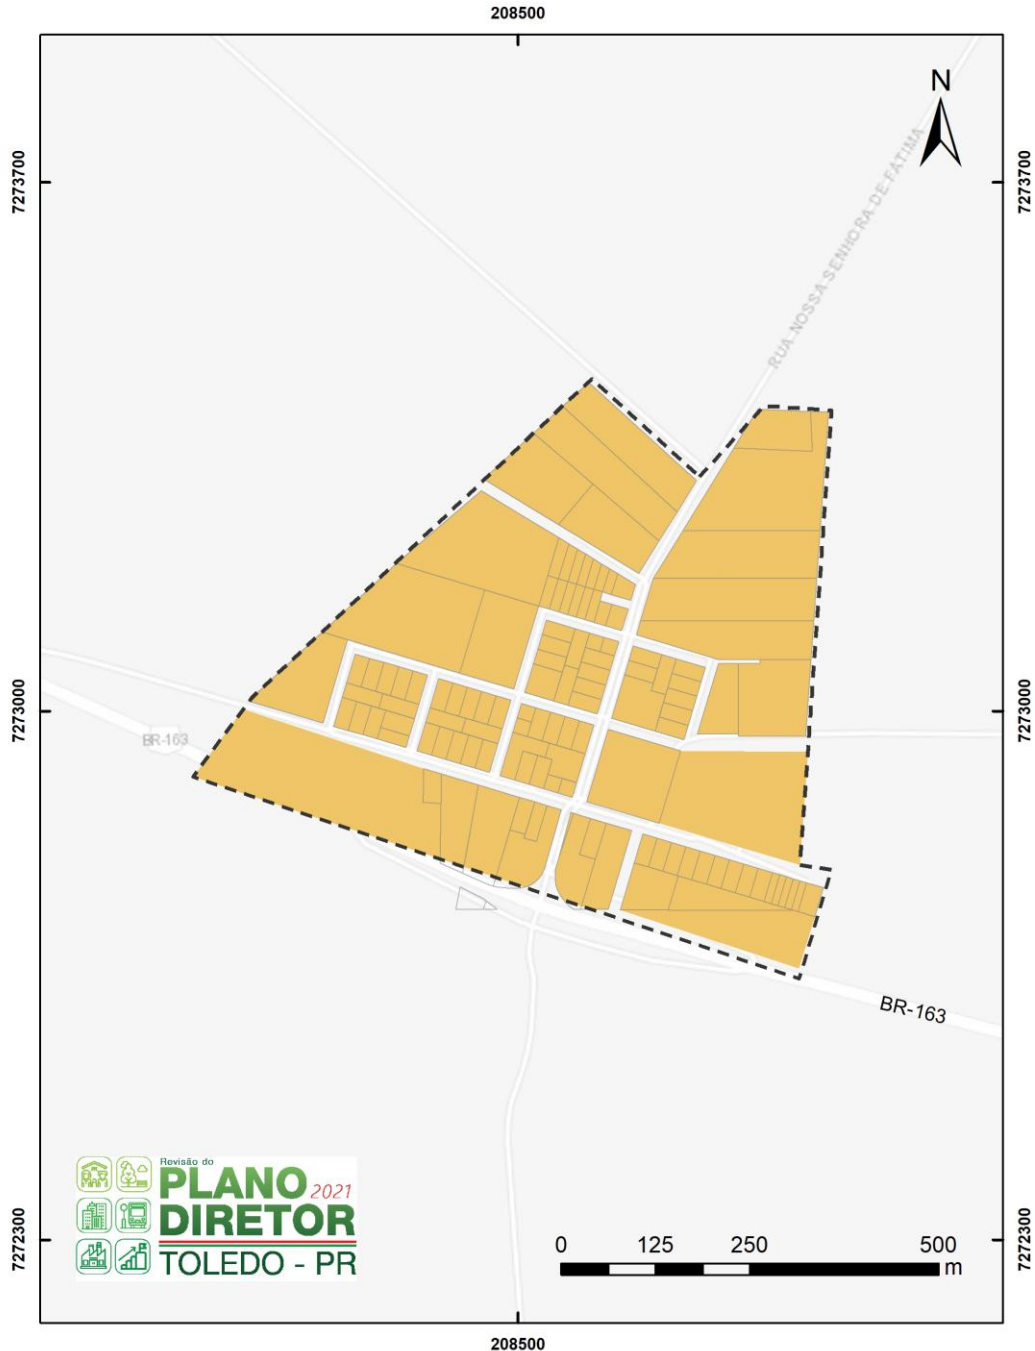 208500
N
7273700
7273700
RUA NOSSA SENHORA DE FATIMA
7273000
7273000
BR-163
BR-163
Revisão do
PLANO 2021
DIRETOR
TOLEDO - PR
0 125 250 500
m
7272300
7272300
208500